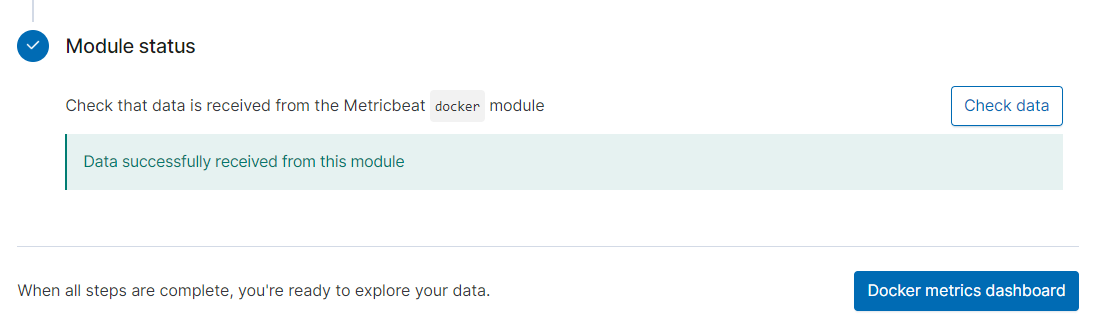 Module status
Check that data is received from the Metricbeat docker module
Check data
Data successfully received from this module
When all steps are complete, you're ready to explore your data.
Docker metrics dashboard